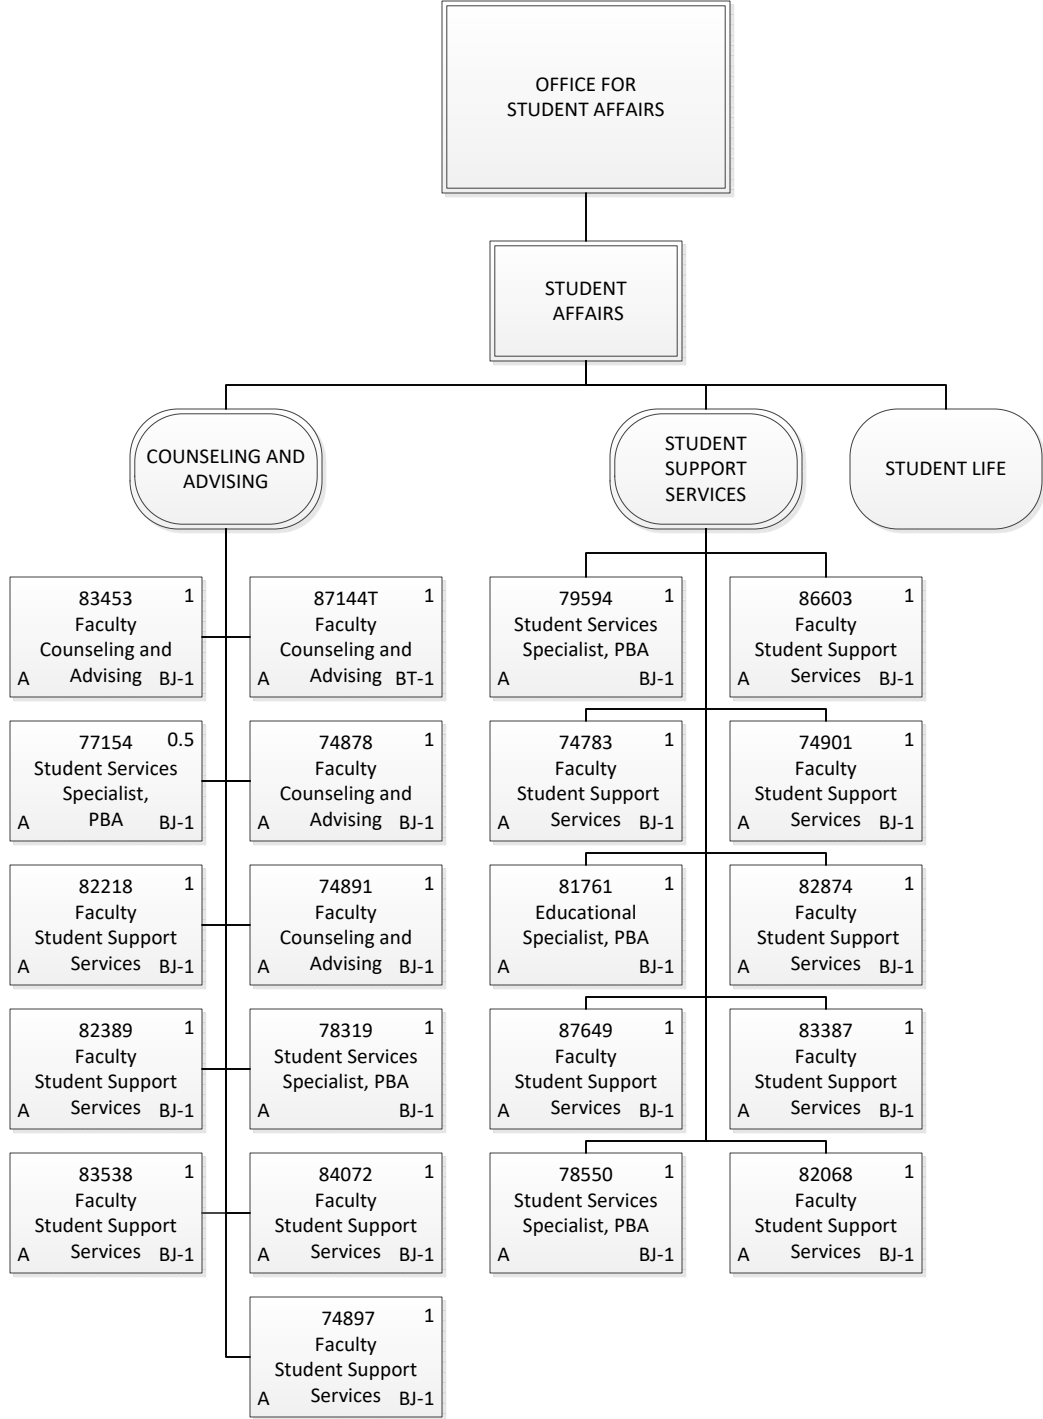 OFFICE FOR
STUDENT AFFAIRS
STUDENT
AFFAIRS
COUNSELING AND
ADVISING
STUDENT
SUPPORT
SERVICES
STUDENT LIFE
83453 1
Faculty
Counseling and
A Advising BJ-1
87144T 1
Faculty
Counseling and
A Advising BT-1
77154 0.5
Student Services
Specialist,
A PBA BJ-1
74878 1
Faculty
Counseling and
A Advising BJ-1
82218 1
Faculty
Student Support
A Services BJ-1
74891 1
Faculty
Counseling and
A Advising BJ-1
82389 1
Faculty
Student Support
A Services BJ-1
78319 1
Student Services
Specialist, PBA
A BJ-1
83538 1
Faculty
Student Support
A Services BJ-1
84072 1
Faculty
Student Support
A Services BJ-1
74897 1
Faculty
Student Support
A Services BJ-1
79594 1
Student Services
Specialist, PBA
A BJ-1
86603 1
Faculty
Student Support
A Services BJ-1
74783 1
Faculty
Student Support
A Services BJ-1
74901 1
Faculty
Student Support
A Services BJ-1
81761 1
Educational
Specialist, PBA
A BJ-1
82874 1
Faculty
Student Support
A Services BJ-1
87649 1
Faculty
Student Support
A Services BJ-1
83387 1
Faculty
Student Support
A Services BJ-1
78550 1
Student Services
Specialist, PBA
A BJ-1
82068 1
Faculty
Student Support
A Services BJ-1